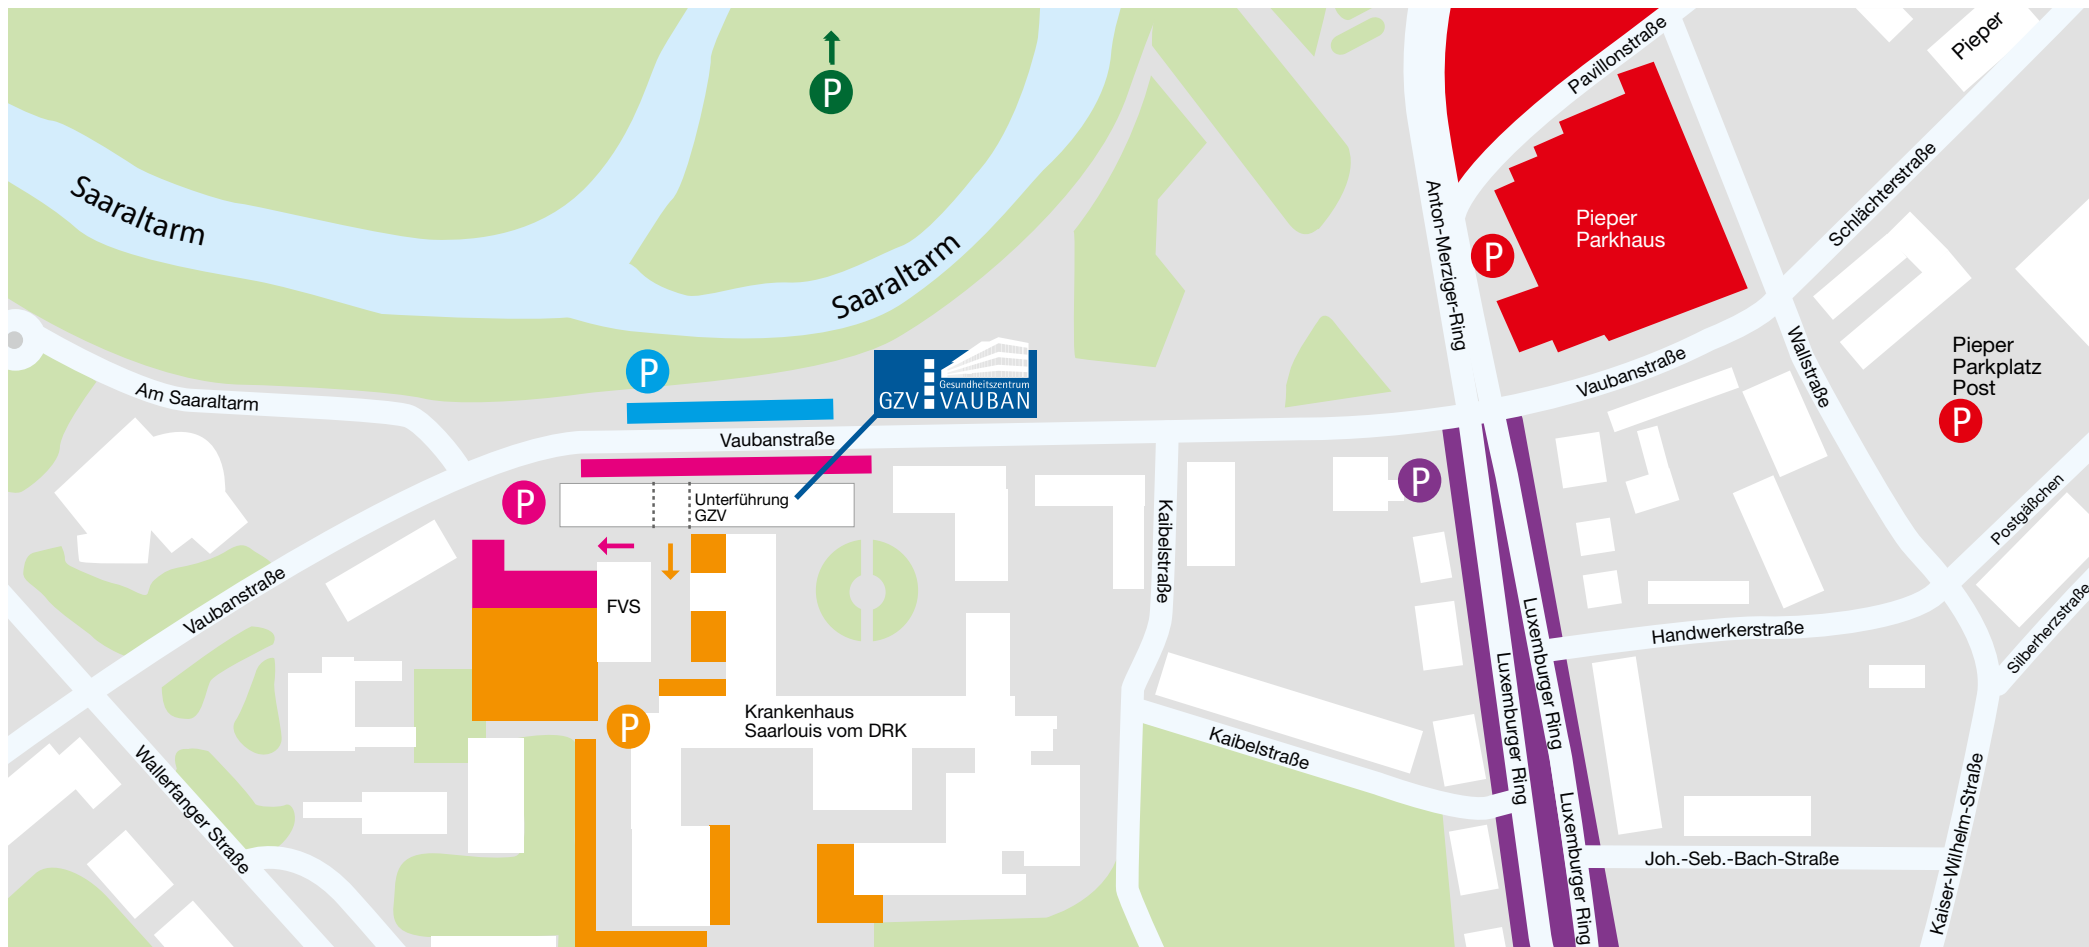 P
Pavillonstraße
Pieper
Saaraltarm
Saaraltarm
Anton-Merziger-Ring
Pieper
Parkhaus
P
Schlächterstraße
Am Saaraltarm
P
Gesundheitszentrum
GZV VAUBAN
Vaubanstraße
Vaubanstraße
Wallstraße
Pieper
Parkplatz
Post
P
P
Unterführung
GZV
P
Kaibelstraße
Postgäßchen
Vaubanstraße
FVS
Luxemburger Ring
Handwerkerstraße
Silberherzstraße
P
Krankenhaus
Saarlouis vom DRK
Kaibelstraße
Luxemburger Ring
Wallerfanger Straße
Luxemburger Ring
Joh.-Seb.-Bach-Straße
Kaiser-Wilhelm-Straße